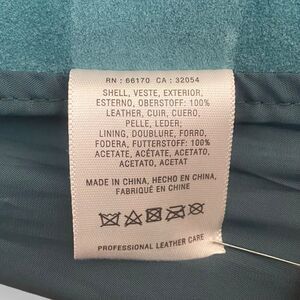 RN : 66170 CA : 32054
SHELL, VESTE, EXTERIOR,
ESTERNO, OBERSTOFF: 100%
LEATHER, CUIR, CUERO,
PELLE, LEDER;
LINING, DOUBLURE, FORRO,
FODERA, FUTTERSTOFF: 100%
ACETATE, ACÉTATE, ACETATO,
ACETATO, ACETAT
MADE IN CHINA, HECHO EN CHINA,
FABRIQUÉ EN CHINE
PROFESSIONAL LEATHER CARE